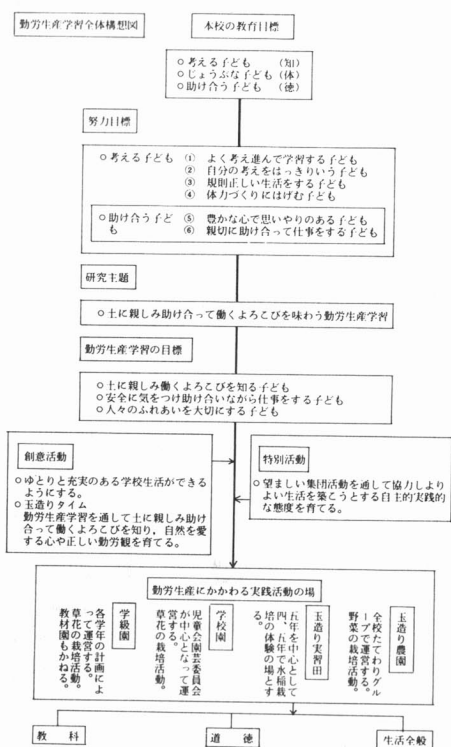 勤労生産学習全体構想図
本校の教育目標
○考える子ども　　（知）
○じょうぶな子ども　（体）
○助け合う子ども　（徳）
努力目標
○考える子ども　①　よく考え進んで学習する子ども
②　自分の考えをはっきりいう子ども
③　規則正しい生活をする子ども
④　体力づくりにはげむ子ども
○助け合う子ど　⑤　豊かな心で思いやりのある子ども
も　⑥　親切に助け合って仕事をする子ども
研究主題
○土に親しみ助け合って働くよろこびを味わう勤労生産学習
勤労生産学習の目標
○土に親しみ働くよろこびを知る子ども
○安全に気をつけ助け合いながら仕事をする子ども
○人々のふれあいを大切にする子ども
創意活動
○ゆとりと充実のある学校生活ができる
ようにする。
○玉造りタイム
勤労生産学習を通して土に親しみ助け
合って働くよろこびを知り，自然を愛
する心や正しい勤労観を育てる。
特別活動
○望ましい集団活動を通して協力しより
よい生活を築こうとする自主的実践的
な態度を育てる。
勤労生産にかかわる実践活動の場
玉造り農園
全校たてわりグル
ープで運営する。
野菜の栽培活動。
玉造り実習田
五年を中心として
四、五年で水稲栽
培の体験の場とす
る。
学校園
児童会園芸委員会
が中心となって運
営する。
草花の栽培活動。
学級園
各学年の計画によ
って運営する。
草花の栽培活動。
教材園もかねる。
教　科
道　徳
生活全般